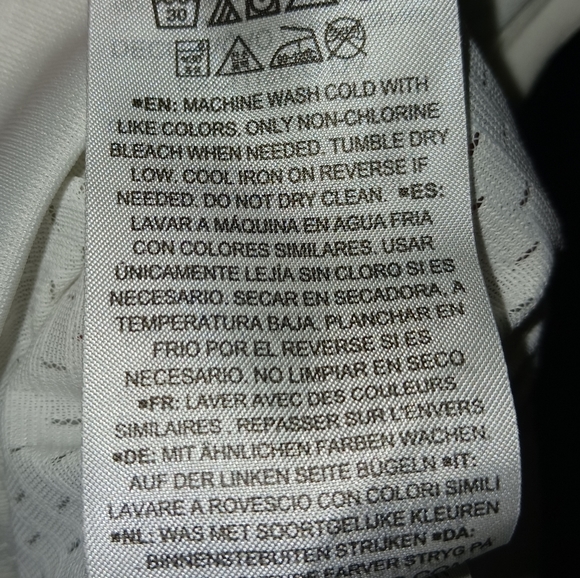 30
■EN: MACHINE WASH COLD WITH
LIKE COLORS. ONLY NON-CHLORINE
BLEACH WHEN NEEDED. TUMBLE DRY
LOW. COOL IRON ON REVERSE IF
NEEDED. DO NOT DRY CLEAN. ■ES:
LAVAR A MÁQUINA EN AGUA FRIA
CON COLORES SIMILARES. USAR
ÚNICAMENTE LEJÍA SIN CLORO SI ES
NECESARIO. SECAR EN SECADORA, A
TEMPERATURA BAJA. PLANCHAR EN
FRIO POR EL REVERSE SI ES
NECESARIO. NO LIMPIAR EN SECO
■FR: LAVER AVEC DES COULEURS
SIMILAIRES . REPASSER SUR L'ENVERS
■DE: MIT ÄHNLICHEN FARBEN WACHEN.
AUF DER LINKEN SEITE BUGELN ■IT:
LAVARE A ROVESCIO CON COLORI SIMILI
■NL: WAS MET SOORTGELIJKE KLEUREN
BINNENSTEBUITEN STRIJKEN ■DA:
FARVER STRYG PÅ